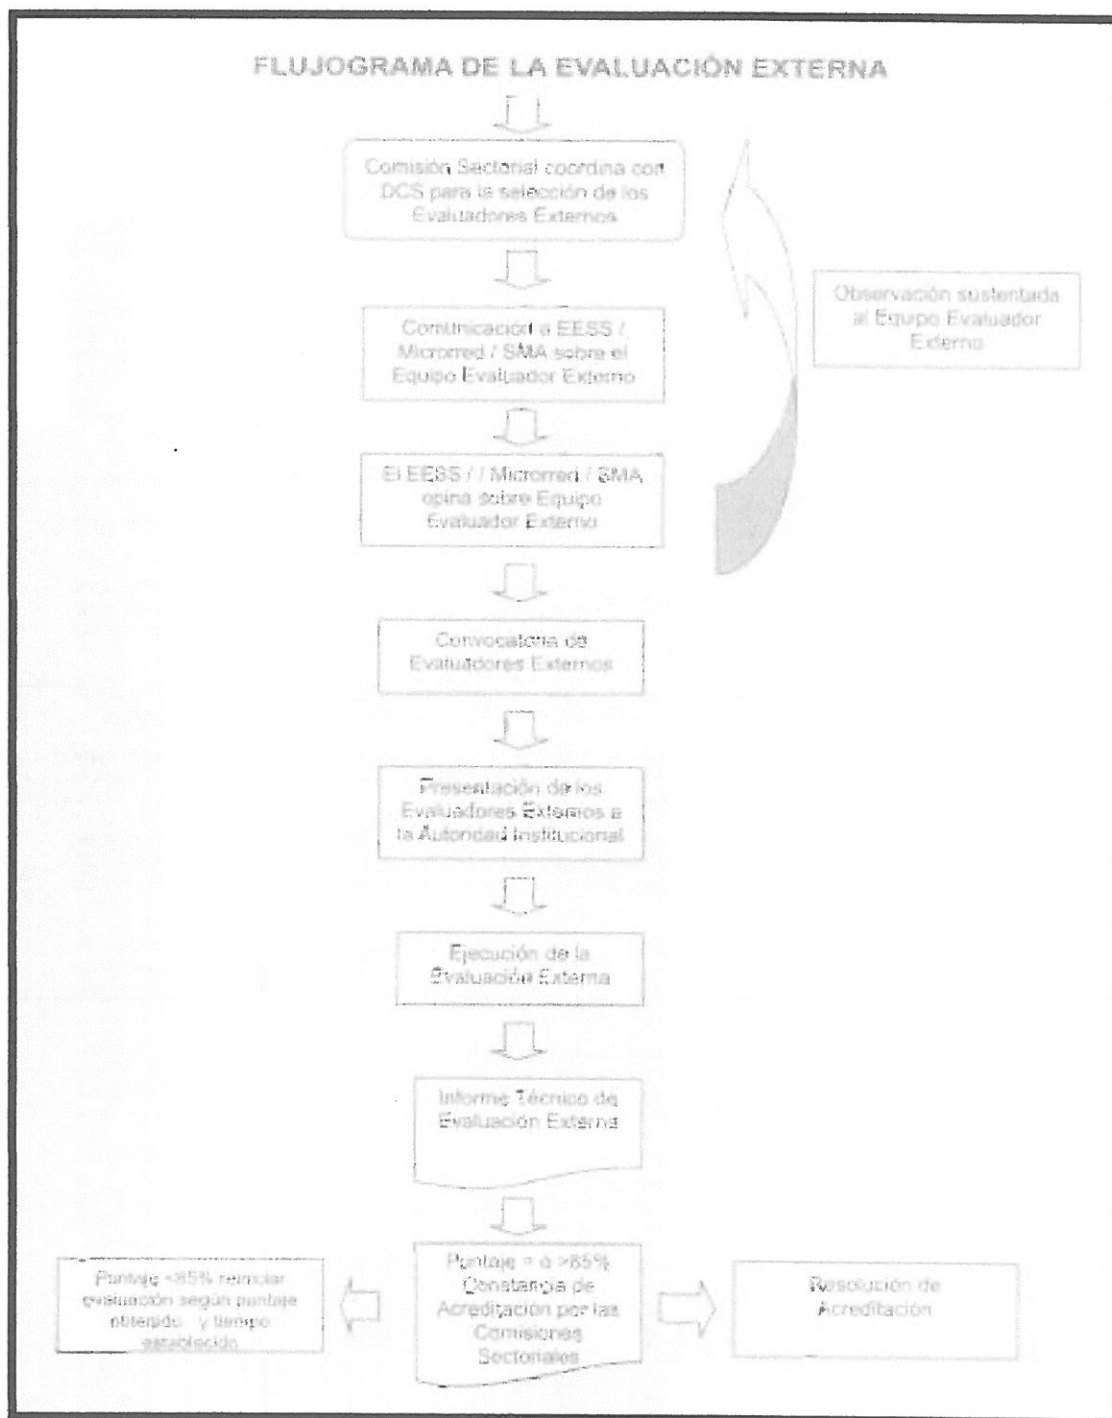 FLUJOGRAMA DE LA EVALUACIÓN EXTERNA
Comisión Sectorial coordina con
DCS para la selección de los
Evaluadores Externos
Observación sustentada
al Equipo Evaluador
Externo
Comunicación a EESS /
Microrred / SMA sobre el
Equipo Evaluador Externo
El EESS / / Microrred / SMA
opina sobre Equipo
Evaluador Externo
Convocatoria de
Evaluadores Externos
Presentación de los
Evaluadores Externos a
la Autoridad Institucional
Ejecución de la
Evaluación Externa
Informe Técnico de
Evaluación Externa
Puntaje <85% reiniciar
evaluación según puntaje
obtenido y tiempo
establecido
Puntaje = ó >85%
Constancia de
Acreditación por las
Comisiones
Sectoriales
Resolución de
Acreditación